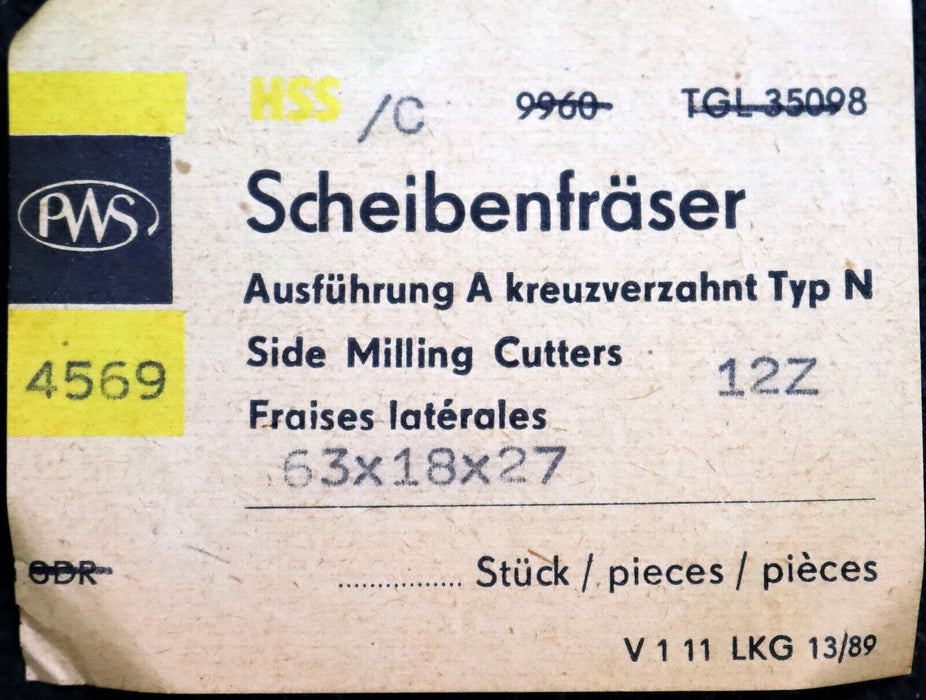 HSS /C 9960 TGL 35098
PWS
Scheibenfräser
Ausführung A kreuzverzahnt Typ N
Side Milling Cutters
12Z
4569
Fraises latérales
63x18x27
GDR
................ Stück / pieces / pièces
V 1 11 LKG 13/89